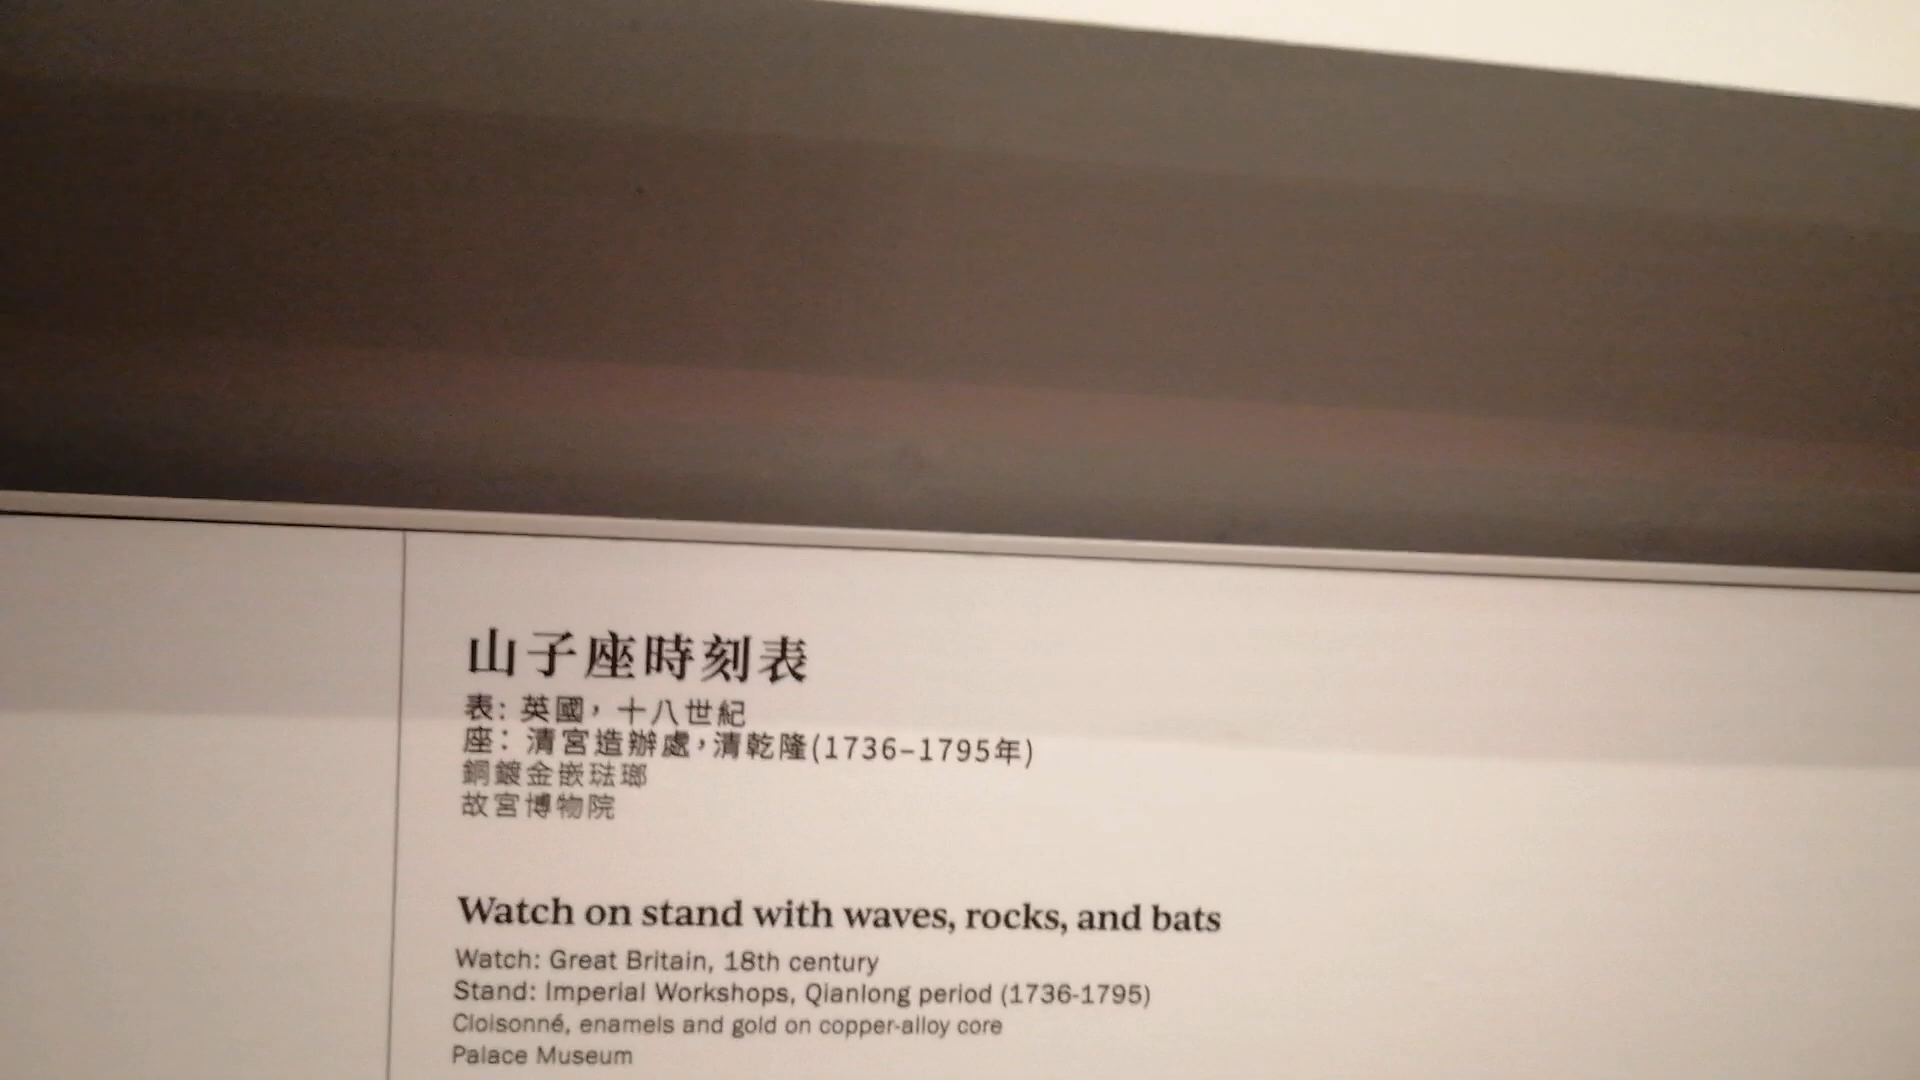 山子座時刻表
表: 英國，十八世紀
座: 清宮造辦處，清乾隆(1736–1795年)
銅鍍金嵌琺瑯
故宮博物院
Watch on stand with waves, rocks, and bats
Watch: Great Britain, 18th century
Stand: Imperial Workshops, Qianlong period (1736-1795)
Cloisonné, enamels and gold on copper-alloy core
Palace Museum